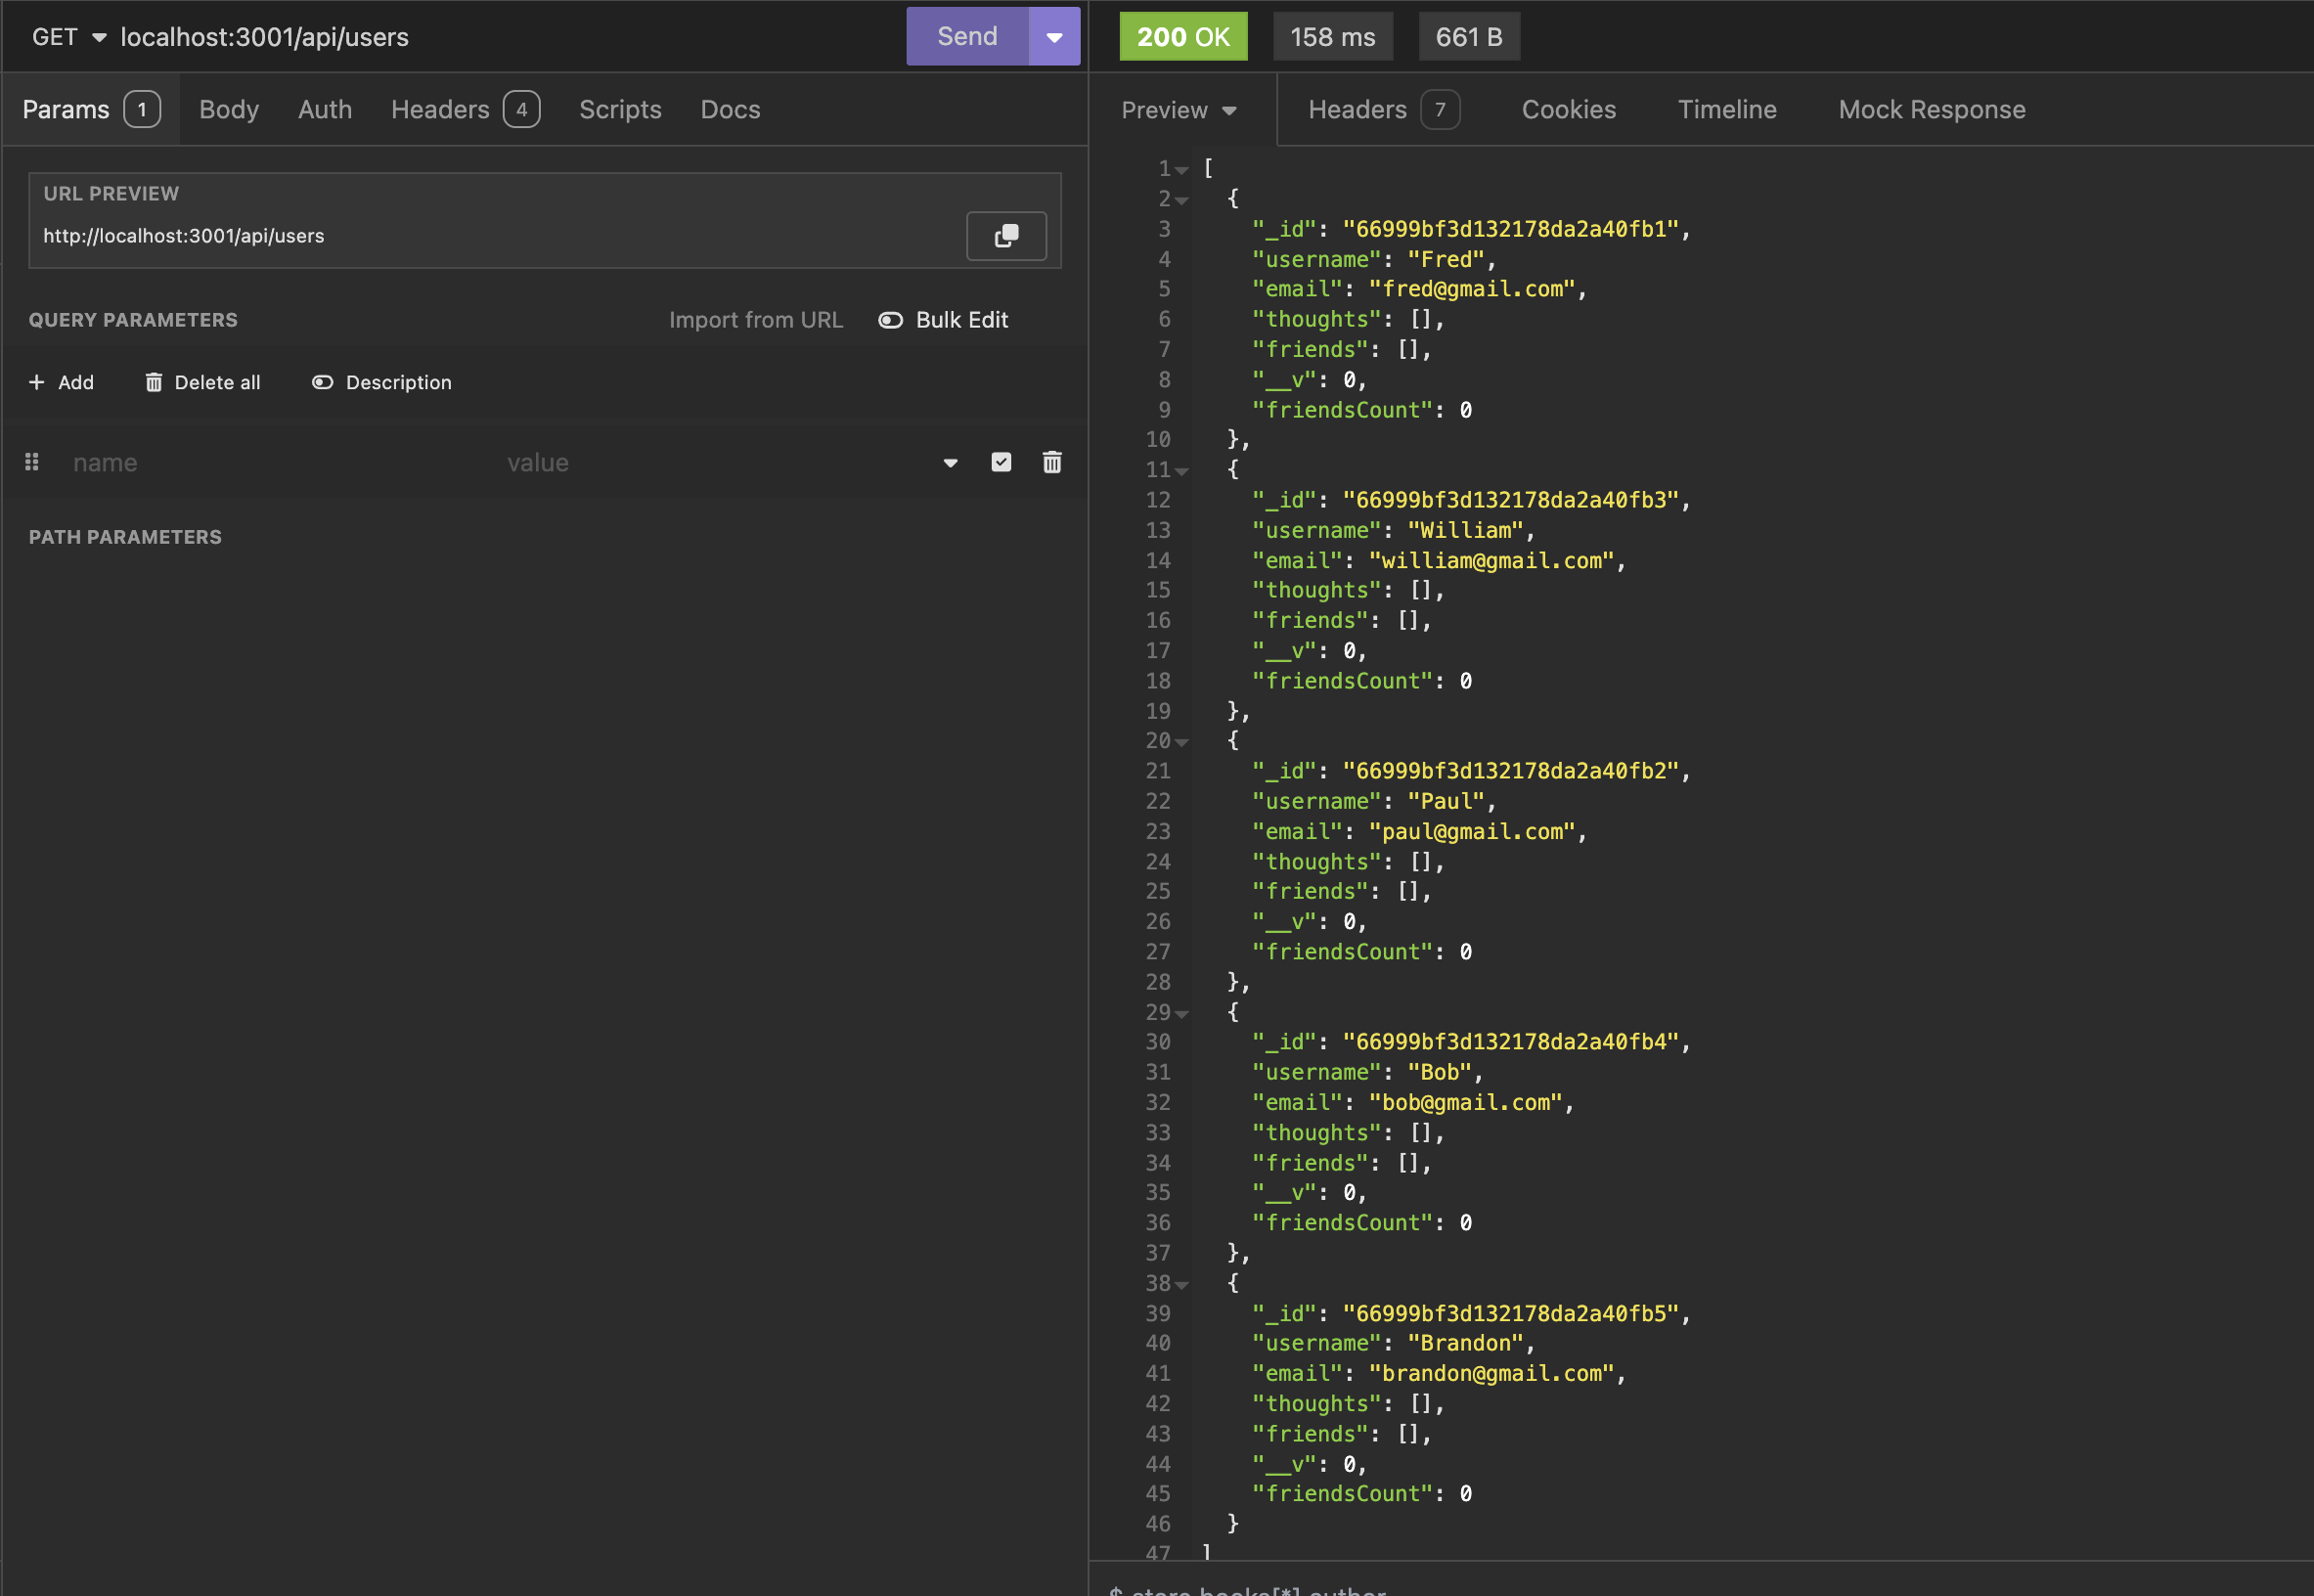 GET localhost:3001/api/users Send
Params 1 Body Auth Headers 4 Scripts Docs
URL PREVIEW
http://localhost:3001/api/users
QUERY PARAMETERS Import from URL Bulk Edit
+ Add Delete all Description
name value
PATH PARAMETERS
200 OK 158 ms 661 B
Preview Headers 7 Cookies Timeline Mock Response
1 [
2 {
3 "_id": "66999bf3d132178da2a40fb1",
4 "username": "Fred",
5 "email": "fred@gmail.com",
6 "thoughts": [],
7 "friends": [],
8 "__v": 0,
9 "friendsCount": 0
10 },
11 {
12 "_id": "66999bf3d132178da2a40fb3",
13 "username": "William",
14 "email": "william@gmail.com",
15 "thoughts": [],
16 "friends": [],
17 "__v": 0,
18 "friendsCount": 0
19 },
20 {
21 "_id": "66999bf3d132178da2a40fb2",
22 "username": "Paul",
23 "email": "paul@gmail.com",
24 "thoughts": [],
25 "friends": [],
26 "__v": 0,
27 "friendsCount": 0
28 },
29 {
30 "_id": "66999bf3d132178da2a40fb4",
31 "username": "Bob",
32 "email": "bob@gmail.com",
33 "thoughts": [],
34 "friends": [],
35 "__v": 0,
36 "friendsCount": 0
37 },
38 {
39 "_id": "66999bf3d132178da2a40fb5",
40 "username": "Brandon",
41 "email": "brandon@gmail.com",
42 "thoughts": [],
43 "friends": [],
44 "__v": 0,
45 "friendsCount": 0
46 }
47 ]
$.store.books[*].author